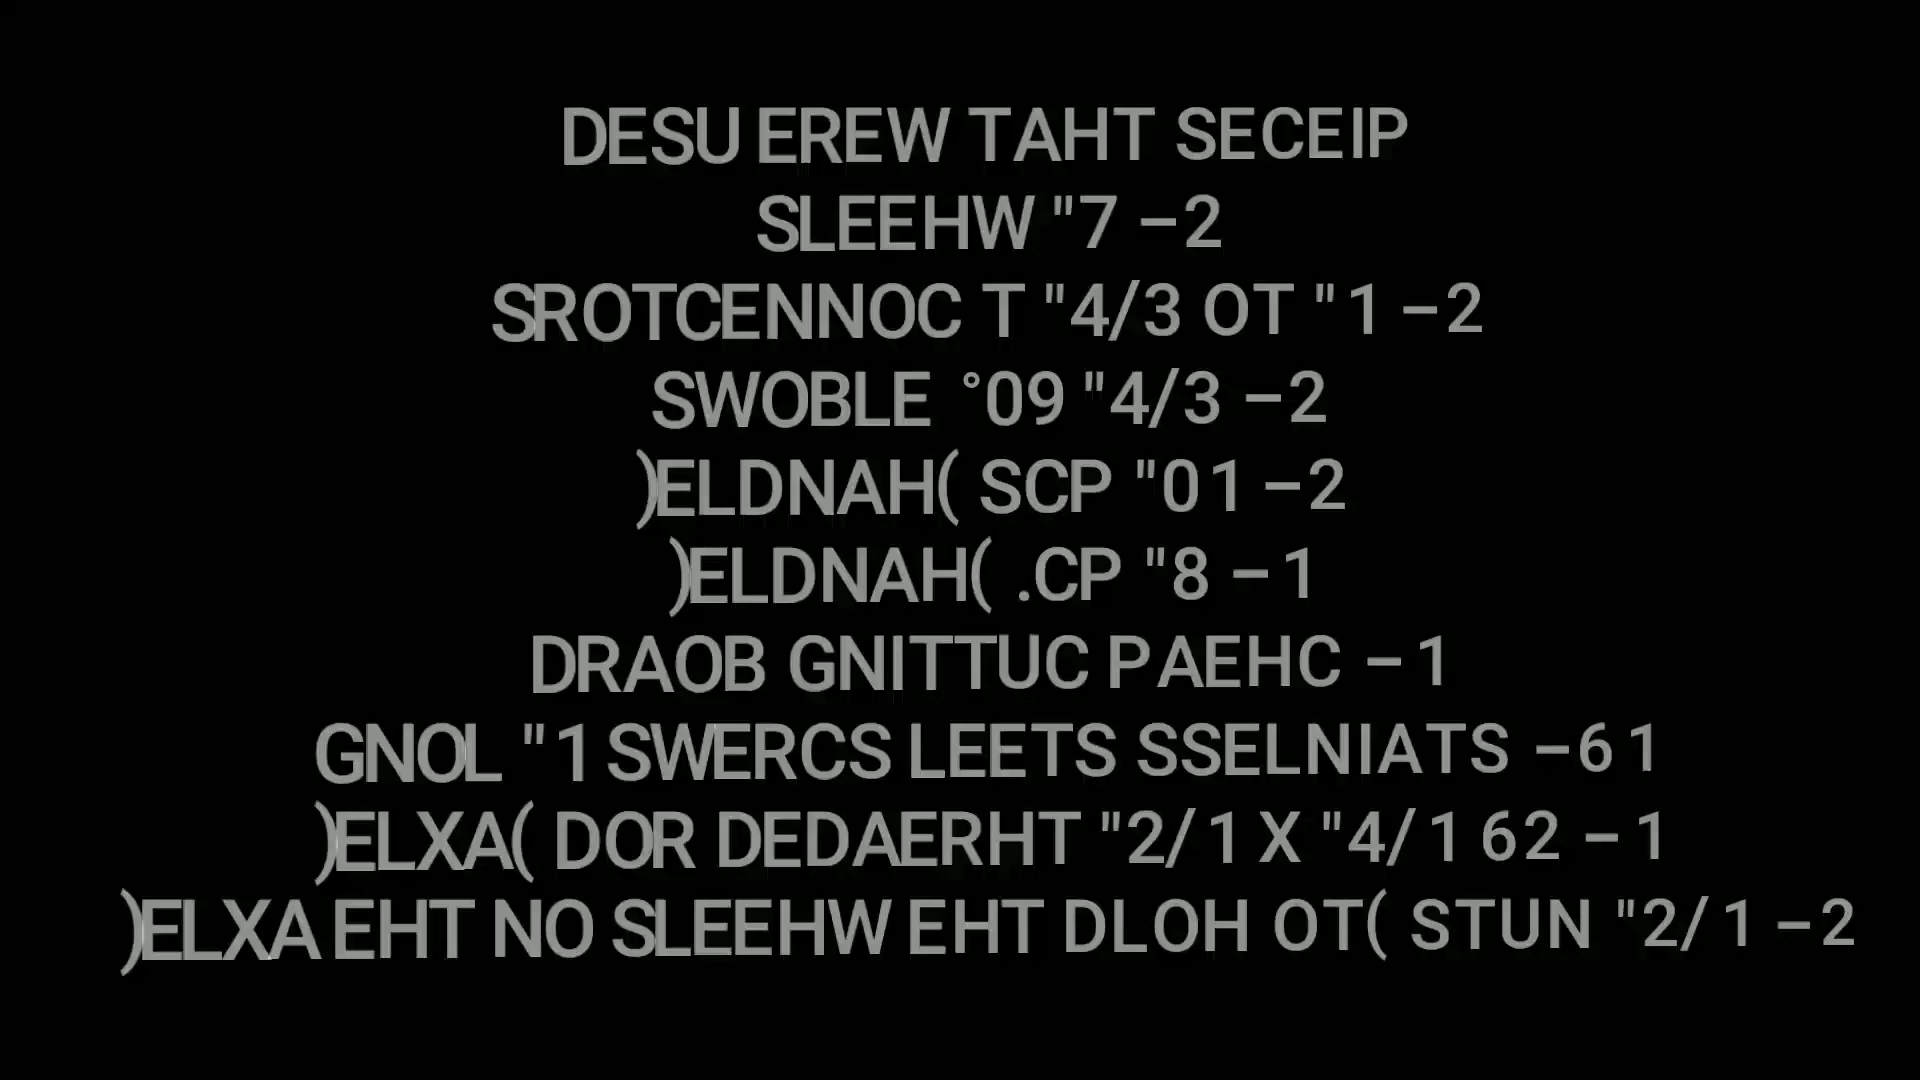 DESU EREW TAHT SECEIP
SLEEHW "7 –2
SROTCENNOC T "4/3 OT "1 –2
SWOBLE °09 "4/3 –2
)ELDNAH( SCP "01 –2
)ELDNAH( .CP "8 –1
DRAOB GNITTUC PAEHC –1
GNOL "1 SWERCS LEETS SSELNIATS –61
)ELXA( DOR DEDAERHT "2/1 X "4/1 62 –1
)ELXA EHT NO SLEEHW EHT DLOH OT( STUN "2/1 –2